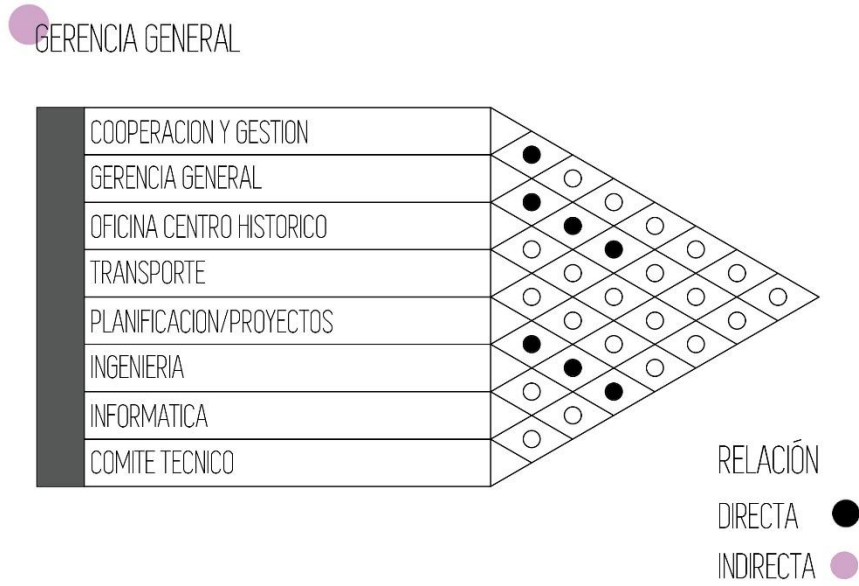 GERENCIA GENERAL
COOPERACION Y GESTION
GERENCIA GENERAL
OFICINA CENTRO HISTORICO
TRANSPORTE
PLANIFICACION/PROYECTOS
INGENIERIA
INFORMATICA
COMITE TECNICO
RELACIÓN
DIRECTA
INDIRECTA